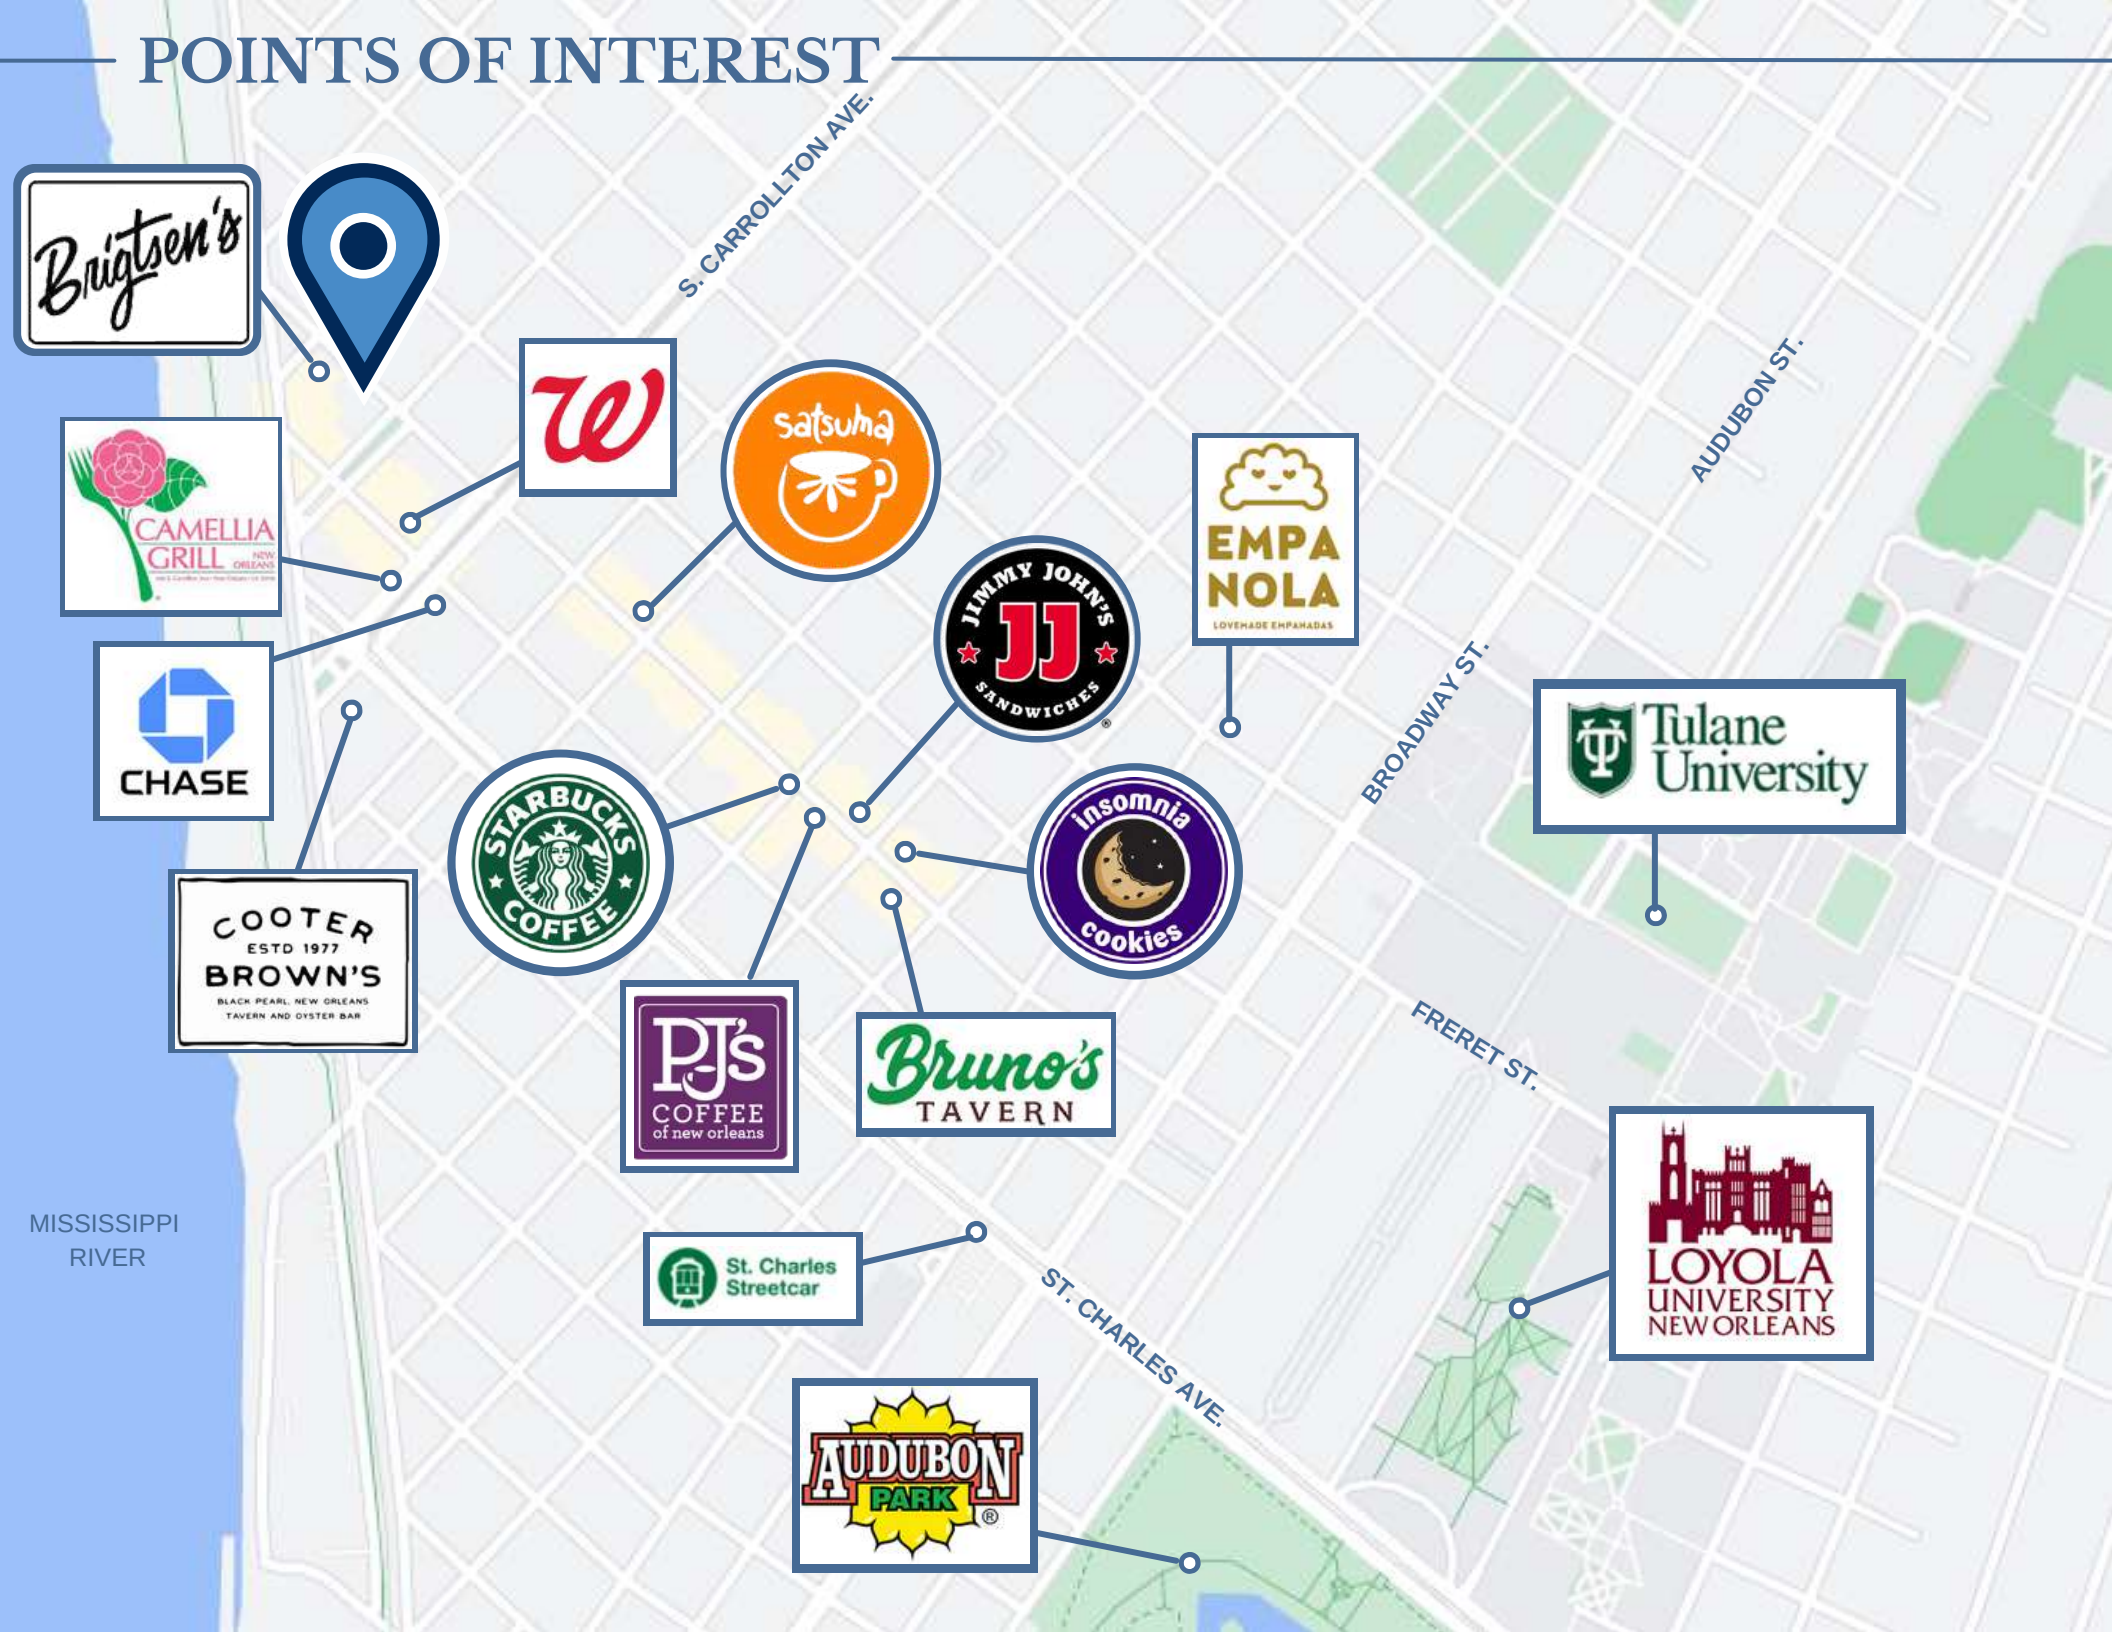 POINTS OF INTEREST
S. CARROLLTON AVE.
Brigtsen's
W
satsuma
CAMELLIA
GRILL
NEW
ORLEANS
EMPA
NOLA
LOVEMADE EMPANADAS
AUDUBON ST.
JIMMY JOHN'S
JJ
SANDWICHES
®
CHASE
BROADWAY ST.
Tulane
University
STARBUCKS
COFFEE
insomnia
cookies
COOTER
ESTD 1977
BROWN'S
BLACK PEARL, NEW ORLEANS
TAVERN AND OYSTER BAR
PJ's
COFFEE
of new orleans
Bruno's
TAVERN
FRERET ST.
MISSISSIPPI
RIVER
St. Charles
Streetcar
ST. CHARLES AVE.
LOYOLA
UNIVERSITY
NEW ORLEANS
AUDUBON
PARK
®